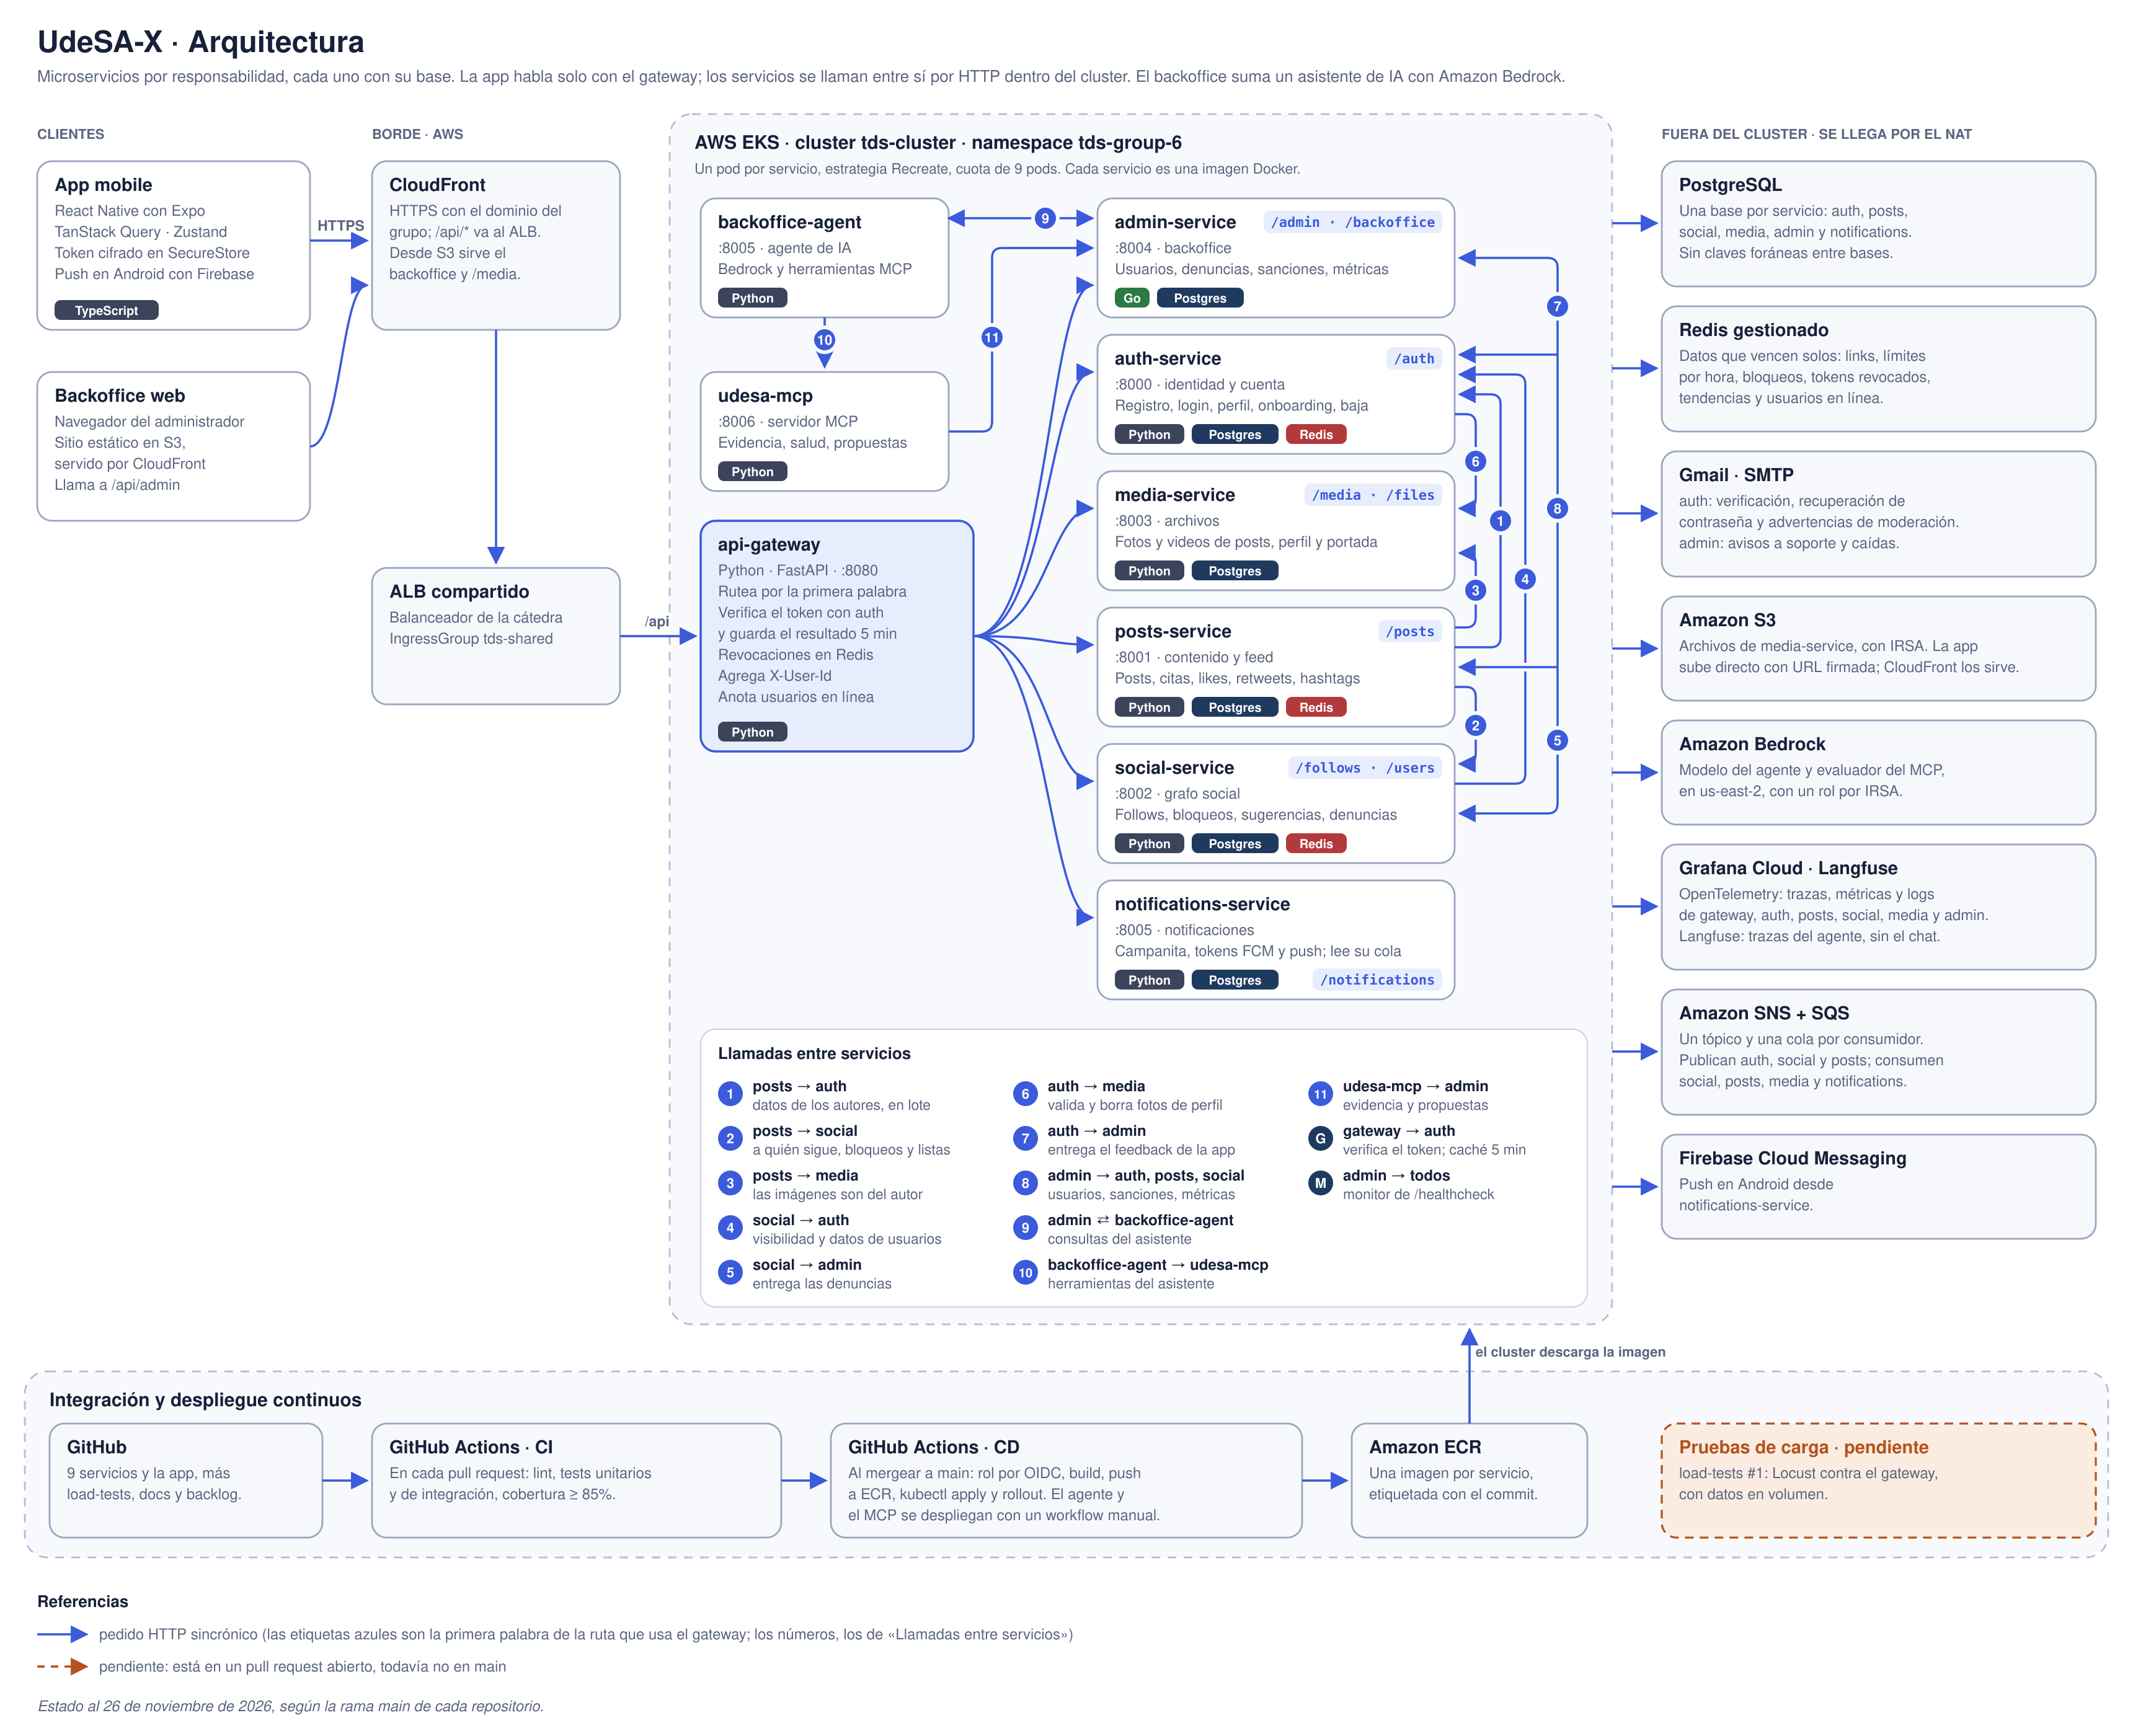 UdeSA-X · Arquitectura
Microservicios por responsabilidad, cada uno con su base. La app habla solo con el gateway; los servicios se llaman entre sí por HTTP dentro del cluster. El backoffice suma un asistente de IA con Amazon Bedrock.
CLIENTES
App mobile
React Native con Expo
TanStack Query · Zustand
Token cifrado en SecureStore
Push en Android con Firebase
TypeScript
HTTPS
Backoffice web
Navegador del administrador
Sitio estático en S3,
servido por CloudFront
Llama a /api/admin
BORDE · AWS
CloudFront
HTTPS con el dominio del
grupo; /api/* va al ALB.
Desde S3 sirve el
backoffice y /media.
ALB compartido
Balanceador de la cátedra
IngressGroup tds-shared
/api
AWS EKS · cluster tds-cluster · namespace tds-group-6
Un pod por servicio, estrategia Recreate, cuota de 9 pods. Cada servicio es una imagen Docker.
backoffice-agent
:8005 · agente de IA
Bedrock y herramientas MCP
Python
9
10
11
udesa-mcp
:8006 · servidor MCP
Evidencia, salud, propuestas
Python
api-gateway
Python · FastAPI · :8080
Rutea por la primera palabra
Verifica el token con auth
y guarda el resultado 5 min
Revocaciones en Redis
Agrega X-User-Id
Anota usuarios en línea
Python
admin-service
/admin · /backoffice
:8004 · backoffice
Usuarios, denuncias, sanciones, métricas
Go
Postgres
auth-service
/auth
:8000 · identidad y cuenta
Registro, login, perfil, onboarding, baja
Python
Postgres
Redis
media-service
/media · /files
:8003 · archivos
Fotos y videos de posts, perfil y portada
Python
Postgres
posts-service
/posts
:8001 · contenido y feed
Posts, citas, likes, retweets, hashtags
Python
Postgres
Redis
social-service
/follows · /users
:8002 · grafo social
Follows, bloqueos, sugerencias, denuncias
Python
Postgres
Redis
notifications-service
:8005 · notificaciones
Campanita, tokens FCM y push; lee su cola
Python
Postgres
/notifications
7
6
8
1
4
3
2
5
Llamadas entre servicios
1
posts → auth
datos de los autores, en lote
2
posts → social
a quién sigue, bloqueos y listas
3
posts → media
las imágenes son del autor
4
social → auth
visibilidad y datos de usuarios
5
social → admin
entrega las denuncias
6
auth → media
valida y borra fotos de perfil
7
auth → admin
entrega el feedback de la app
8
admin → auth, posts, social
usuarios, sanciones, métricas
9
admin ⇄ backoffice-agent
consultas del asistente
10
backoffice-agent → udesa-mcp
herramientas del asistente
11
udesa-mcp → admin
evidencia y propuestas
G
gateway → auth
verifica el token; caché 5 min
M
admin → todos
monitor de /healthcheck
FUERA DEL CLUSTER · SE LLEGA POR EL NAT
PostgreSQL
Una base por servicio: auth, posts,
social, media, admin y notifications.
Sin claves foráneas entre bases.
Redis gestionado
Datos que vencen solos: links, límites
por hora, bloqueos, tokens revocados,
tendencias y usuarios en línea.
Gmail · SMTP
auth: verificación, recuperación de
contraseña y advertencias de moderación.
admin: avisos a soporte y caídas.
Amazon S3
Archivos de media-service, con IRSA. La app
sube directo con URL firmada; CloudFront los sirve.
Amazon Bedrock
Modelo del agente y evaluador del MCP,
en us-east-2, con un rol por IRSA.
Grafana Cloud · Langfuse
OpenTelemetry: trazas, métricas y logs
de gateway, auth, posts, social, media y admin.
Langfuse: trazas del agente, sin el chat.
Amazon SNS + SQS
Un tópico y una cola por consumidor.
Publican auth, social y posts; consumen
social, posts, media y notifications.
Firebase Cloud Messaging
Push en Android desde
notifications-service.
el cluster descarga la imagen
Integración y despliegue continuos
GitHub
9 servicios y la app, más
load-tests, docs y backlog.
GitHub Actions · CI
En cada pull request: lint, tests unitarios
y de integración, cobertura ≥ 85%.
GitHub Actions · CD
Al mergear a main: rol por OIDC, build, push
a ECR, kubectl apply y rollout. El agente y
el MCP se despliegan con un workflow manual.
Amazon ECR
Una imagen por servicio,
etiquetada con el commit.
Pruebas de carga · pendiente
load-tests #1: Locust contra el gateway,
con datos en volumen.
Referencias
pedido HTTP sincrónico (las etiquetas azules son la primera palabra de la ruta que usa el gateway; los números, los de «Llamadas entre servicios»)
pendiente: está en un pull request abierto, todavía no en main
Estado al 26 de noviembre de 2026, según la rama main de cada repositorio.